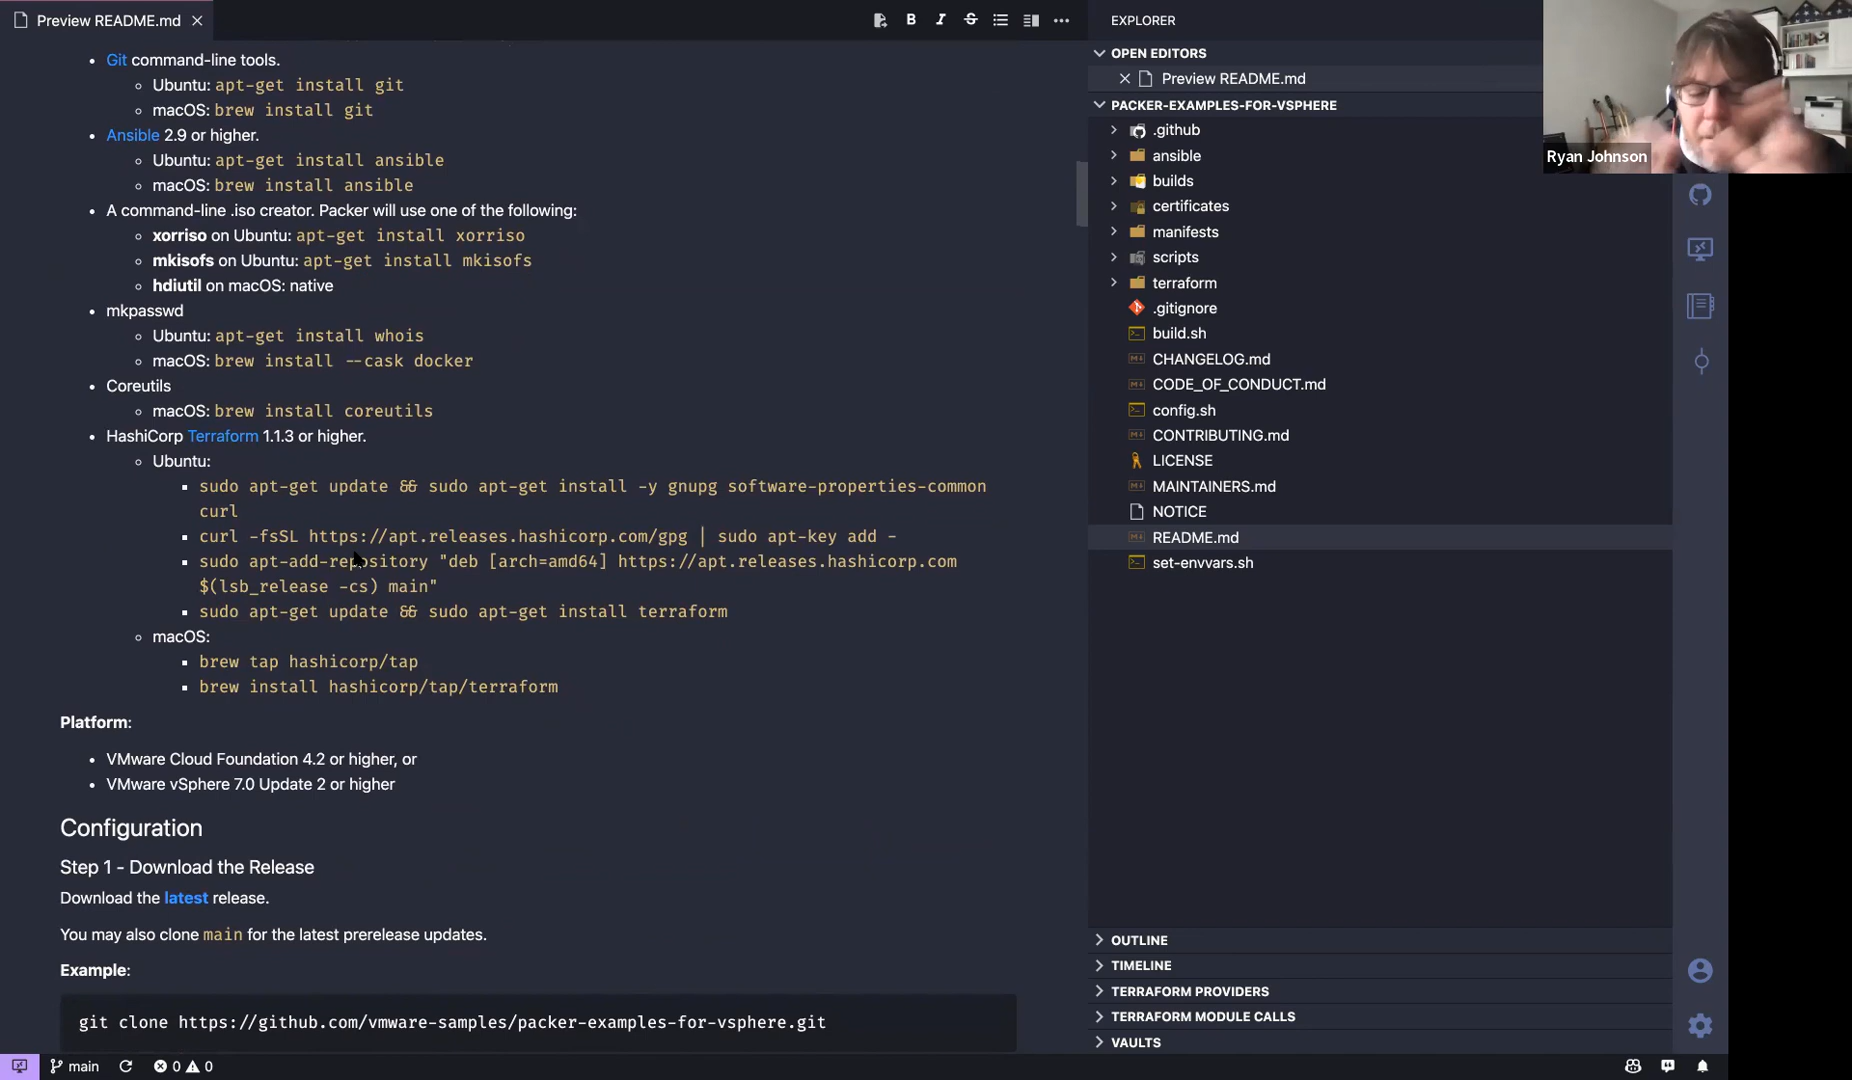 Preview README.md
Git command-line tools.
Ubuntu: apt-get install git
macOS: brew install git
Ansible 2.9 or higher.
Ubuntu: apt-get install ansible
macOS: brew install ansible
A command-line .iso creator. Packer will use one of the following:
xorriso on Ubuntu: apt-get install xorriso
mkisofs on Ubuntu: apt-get install mkisofs
hdiutil on macOS: native
mkpasswd
Ubuntu: apt-get install whois
macOS: brew install --cask docker
Coreutils
macOS: brew install coreutils
HashiCorp Terraform 1.1.3 or higher.
Ubuntu:
sudo apt-get update && sudo apt-get install -y gnupg software-properties-common
curl
curl -fsSL https://apt.releases.hashicorp.com/gpg | sudo apt-key add -
sudo apt-add-repository "deb [arch=amd64] https://apt.releases.hashicorp.com
$(lsb_release -cs) main"
sudo apt-get update && sudo apt-get install terraform
macOS:
brew tap hashicorp/tap
brew install hashicorp/tap/terraform
Platform:
VMware Cloud Foundation 4.2 or higher, or
VMware vSphere 7.0 Update 2 or higher
Configuration
Step 1 - Download the Release
Download the latest release.
You may also clone main for the latest prerelease updates.
Example:
git clone https://github.com/vmware-samples/packer-examples-for-vsphere.git
EXPLORER
OPEN EDITORS
Preview README.md
PACKER-EXAMPLES-FOR-VSPHERE
.github
ansible
builds
certificates
manifests
scripts
terraform
.gitignore
build.sh
CHANGELOG.md
CODE_OF_CONDUCT.md
config.sh
CONTRIBUTING.md
LICENSE
MAINTAINERS.md
NOTICE
README.md
set-envvars.sh
OUTLINE
TIMELINE
TERRAFORM PROVIDERS
TERRAFORM MODULE CALLS
VAULTS
Ryan Johnson
main
0
0